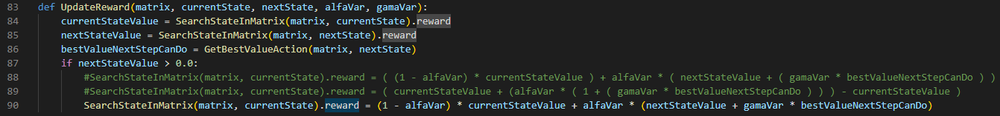 83 def UpdateReward(matrix, currentState, nextState, alfaVar, gamaVar):
84 currentStateValue = SearchStateInMatrix(matrix, currentState).reward
85 nextStateValue = SearchStateInMatrix(matrix, nextState).reward
86 bestValueNextStepCanDo = GetBestValueAction(matrix, nextState)
87 if nextStateValue > 0.0:
88 #SearchStateInMatrix(matrix, currentState).reward = ( (1 - alfaVar) * currentStateValue ) + alfaVar * ( nextStateValue + ( gamaVar * bestValueNextStepCanDo ) )
89 #SearchStateInMatrix(matrix, currentState).reward = ( currentStateValue + (alfaVar * ( 1 + ( gamaVar * bestValueNextStepCanDo ) ) ) - currentStateValue )
90 SearchStateInMatrix(matrix, currentState).reward = (1 - alfaVar) * currentStateValue + alfaVar * (nextStateValue + gamaVar * bestValueNextStepCanDo)